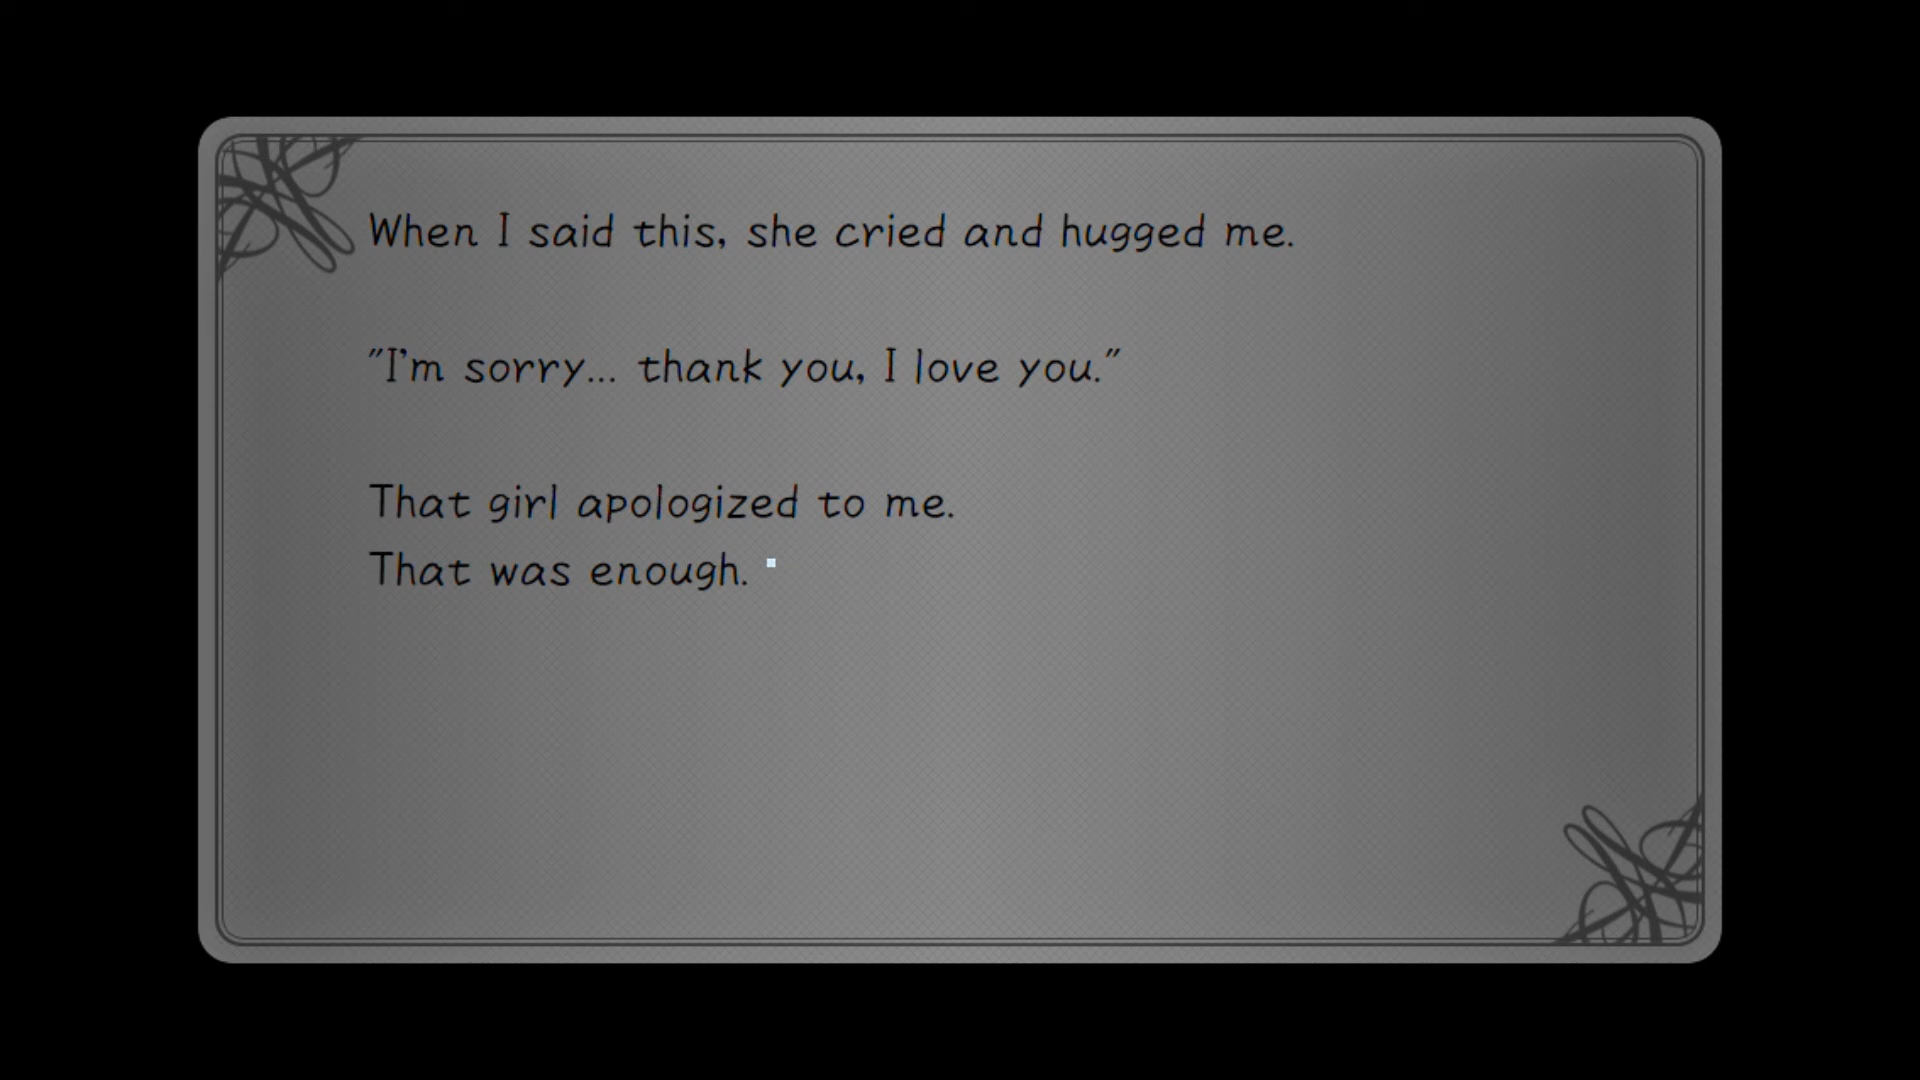 When I said this, she cried and hugged me.
"I'm sorry... thank you, I love you."
That girl apologized to me.
That was enough.